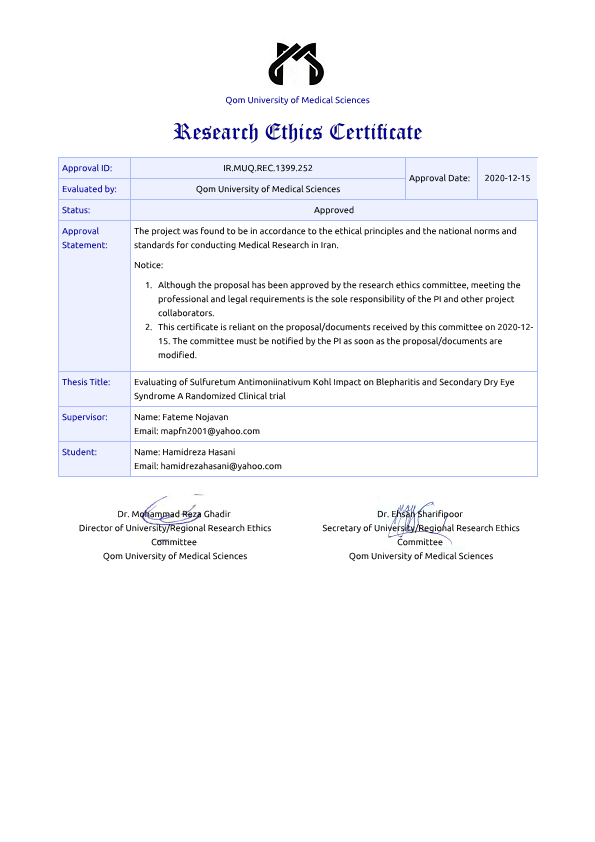 Qom University of Medical Sciences
Research Ethics Certificate
Approval ID: IR.MUQ.REC.1399.252
Approval Date: 2020-12-15
Evaluated by: Qom University of Medical Sciences
Status: Approved
Approval Statement:
The project was found to be in accordance to the ethical principles and the national norms and
standards for conducting Medical Research in Iran.
Notice:
1. Although the proposal has been approved by the research ethics committee, meeting the
professional and legal requirements is the sole responsibility of the PI and other project
collaborators.
2. This certificate is reliant on the proposal/documents received by this committee on 2020-12-
15. The committee must be notified by the PI as soon as the proposal/documents are
modified.
Thesis Title: Evaluating of Sulfuretum Antimoniinativum Kohl Impact on Blepharitis and Secondary Dry Eye
Syndrome A Randomized Clinical trial
Supervisor: Name: Fateme Nojavan
Email: mapfn2001@yahoo.com
Student: Name: Hamidreza Hasani
Email: hamidrezahasani@yahoo.com
Dr. Mohammad Reza Ghadir
Director of University/Regional Research Ethics
Committee
Qom University of Medical Sciences
Dr. Ehsan Sharifipoor
Secretary of University/Regional Research Ethics
Committee
Qom University of Medical Sciences